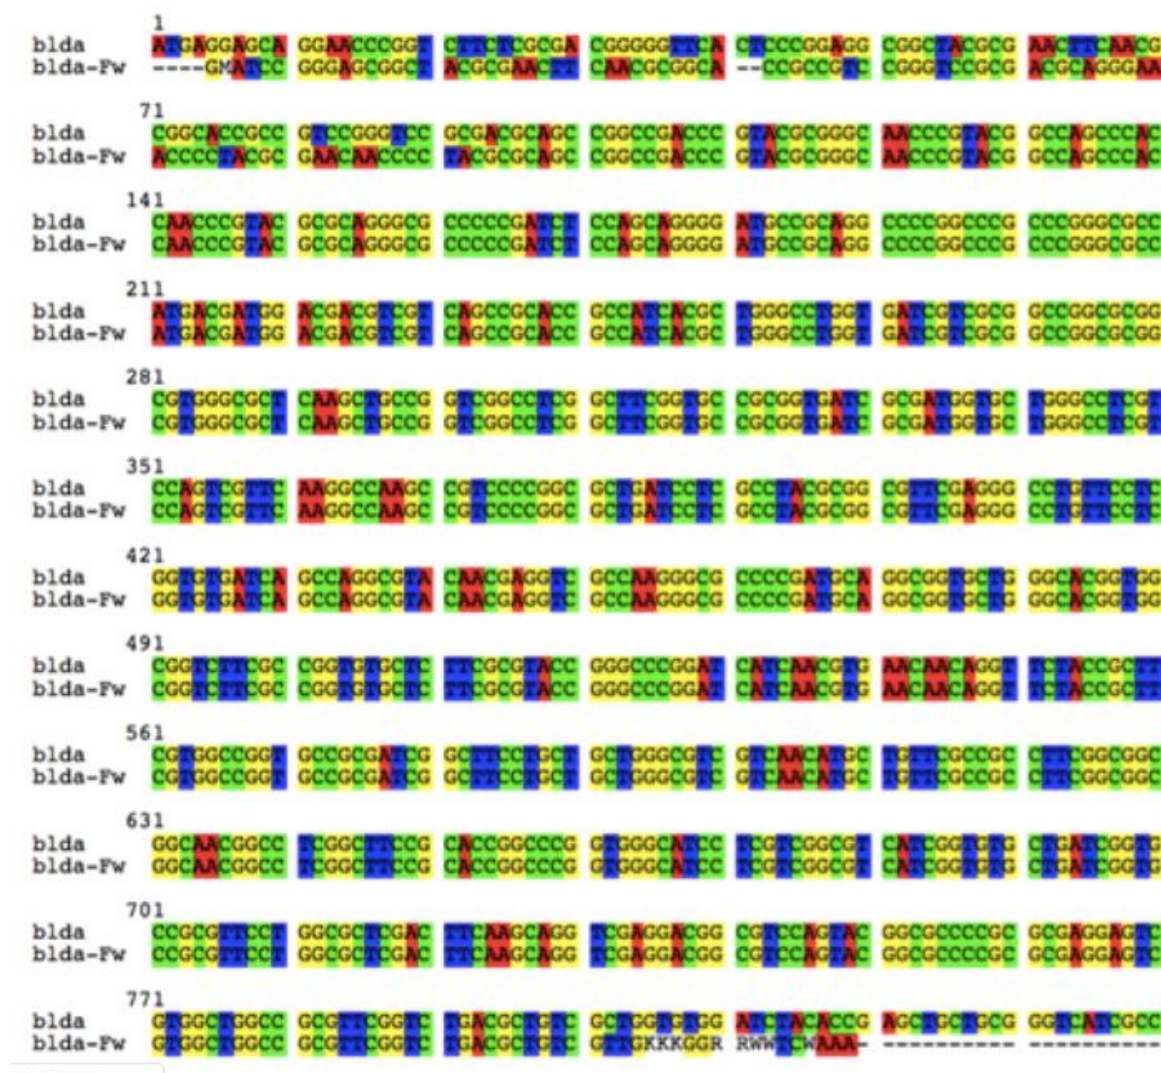 1
blda ATGAGGAGCA GGAACCCGGT CTTCTCGCGA CGGGGGTTCA CTCCCGGAGG CGGCTACGCG AACTTCAACG
blda-Fw ----GMATCC GGGAGCGGCT ACGCGAACTT CAACGCGGCA --CCGCCGTC CGGGTCCGCG ACGCAGGGAA
71
blda CGGCACCGCC GTCCGGGTCC GCGACGCAGC CGGCCGACCC GTACGCGGGC AACCCGTACG GCCAGCCCAC
blda-Fw ACCCCTACGC GAACAACCCC TACGCGCAGC CGGCCGACCC GTACGCGGGC AACCCGTACG GCCAGCCCAC
141
blda CAACCCGTAC GCGCAGGGCG CCCCCGATCT CCAGCAGGGG ATGCCGCAGG CCCCGGCCCG CCCGGGCGCC
blda-Fw CAACCCGTAC GCGCAGGGCG CCCCCGATCT CCAGCAGGGG ATGCCGCAGG CCCCGGCCCG CCCGGGCGCC
211
blda ATGACGATGG ACGACGTCGT CAGCCGCACC GCCATCACGC TGGGCCTGGT GATCGTCGCG GCCGGCGCGG
blda-Fw ATGACGATGG ACGACGTCGT CAGCCGCACC GCCATCACGC TGGGCCTGGT GATCGTCGCG GCCGGCGCGG
281
blda CGTGGGCGCT CAAGCTGCCG GTCGGCCTCG GCTTCGGTGC CGCGGTGATC GCGATGGTGC TGGGCCTCGT
blda-Fw CGTGGGCGCT CAAGCTGCCG GTCGGCCTCG GCTTCGGTGC CGCGGTGATC GCGATGGTGC TGGGCCTCGT
351
blda CCAGTCGTTC AAGGCCAAGC CGTCCCCGGC GCTGATCCTC GCCTACGCGG CGTTCGAGGG CCTGTTCCTC
blda-Fw CCAGTCGTTC AAGGCCAAGC CGTCCCCGGC GCTGATCCTC GCCTACGCGG CGTTCGAGGG CCTGTTCCTC
421
blda GGTGTGATCA GCCAGGCGTA CAACGAGGTC GCCAAGGGCG CCCCGATGCA GGCGGTGCTG GGCACGGTGG
blda-Fw GGTGTGATCA GCCAGGCGTA CAACGAGGTC GCCAAGGGCG CCCCGATGCA GGCGGTGCTG GGCACGGTGG
491
blda CGGTCTTCGC CGGTGTGCTC TTCGCGTACC GGGCCCGGAT CATCAACGTG AACAACAGGT TCTACCGCTT
blda-Fw CGGTCTTCGC CGGTGTGCTC TTCGCGTACC GGGCCCGGAT CATCAACGTG AACAACAGGT TCTACCGCTT
561
blda CGTGGCCGGT GCCGCGATCG GCTTCCTGCT GCTGGGCGTC GTCAACATGC TGTTCGCCGC CTTCGGCGGC
blda-Fw CGTGGCCGGT GCCGCGATCG GCTTCCTGCT GCTGGGCGTC GTCAACATGC TGTTCGCCGC CTTCGGCGGC
631
blda GGCAACGGCC TCGGCTTCCG CACCGGCCCG GTGGGCATCC TCGTCGGCGT CATCGGTGTG CTGATCGGTG
blda-Fw GGCAACGGCC TCGGCTTCCG CACCGGCCCG GTGGGCATCC TCGTCGGCGT CATCGGTGTG CTGATCGGTG
701
blda CCGCGTTCCT GGCGCTCGAC TTCAAGCAGG TCGAGGACGG CGTCCAGTAC GGCGCCCCGC GCGAGGAGTC
blda-Fw CCGCGTTCCT GGCGCTCGAC TTCAAGCAGG TCGAGGACGG CGTCCAGTAC GGCGCCCCGC GCGAGGAGTC
771
blda GTGGCTGGCC GCGTTCGGTC TGACGCTGTC GCTGGTGTGG ATCTACACCG AGCTGCTGCG GGTCATCGCC
blda-Fw GTGGCTGGCC GCGTTCGGTC TGACGCTGTC GTTGKKKGGR RWWTCWAAA- ---------- ----------